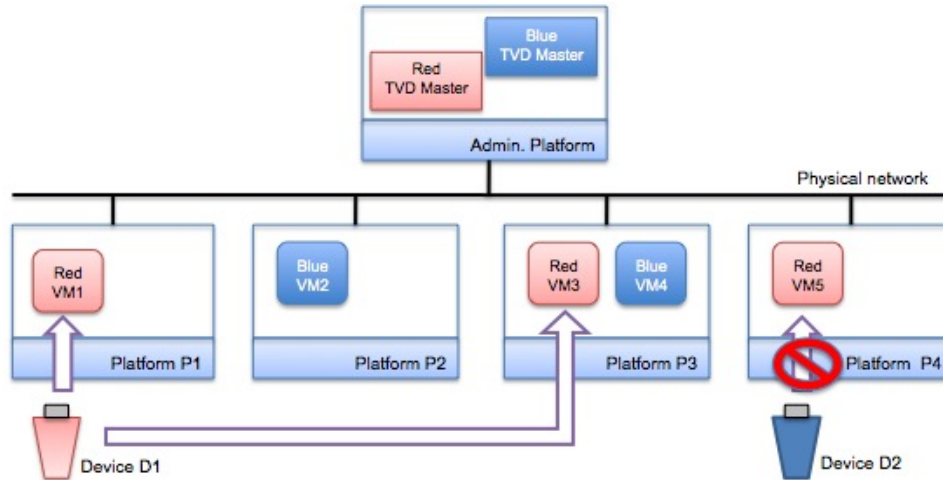 Blue
TVD Master
Red
TVD Master
Admin. Platform
Physical network
Red
VM1
Blue
VM2
Red
VM3
Blue
VM4
Red
VM5
Platform P1
Platform P2
Platform P3
Platform P4
Device D1
Device D2